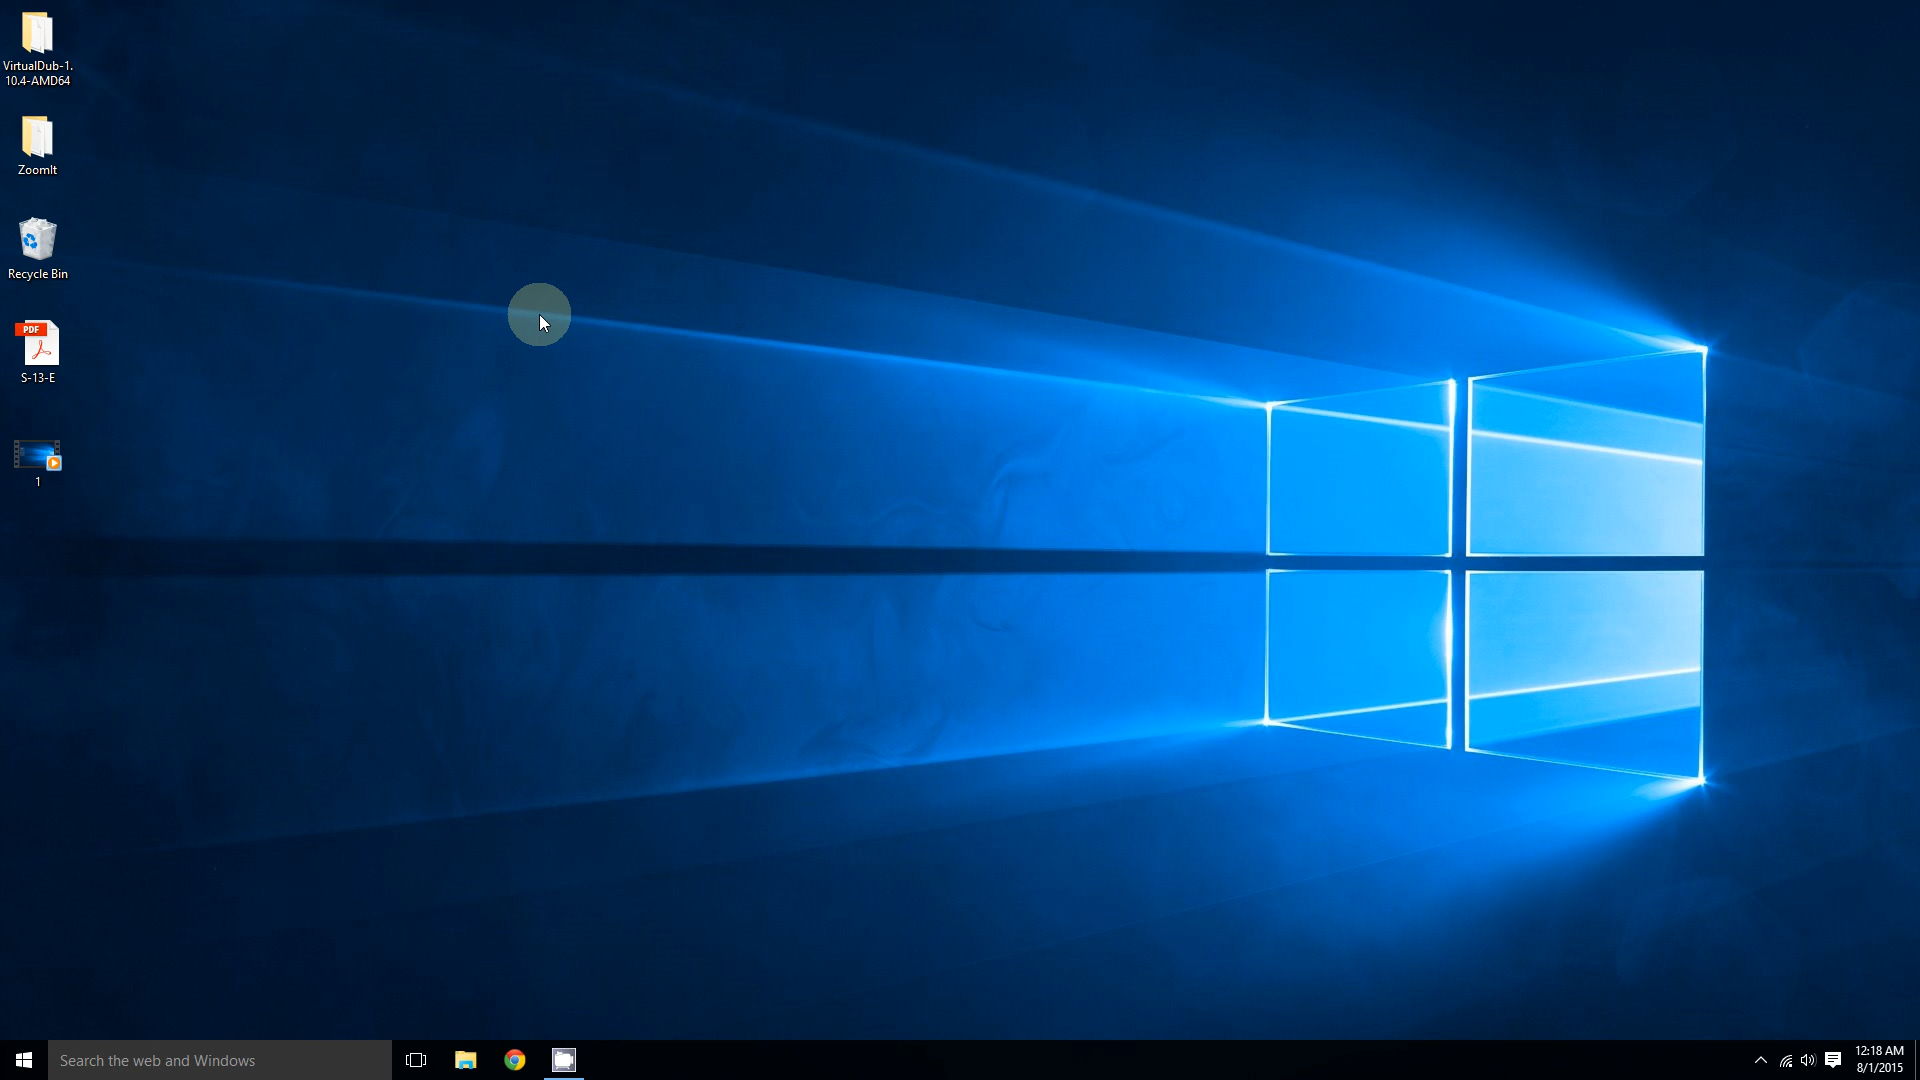 VirtualDub-1.
10.4-AMD64
ZoomIt
Recycle Bin
PDF
S-13-E
1
Search the web and Windows
12:18 AM
8/1/2015